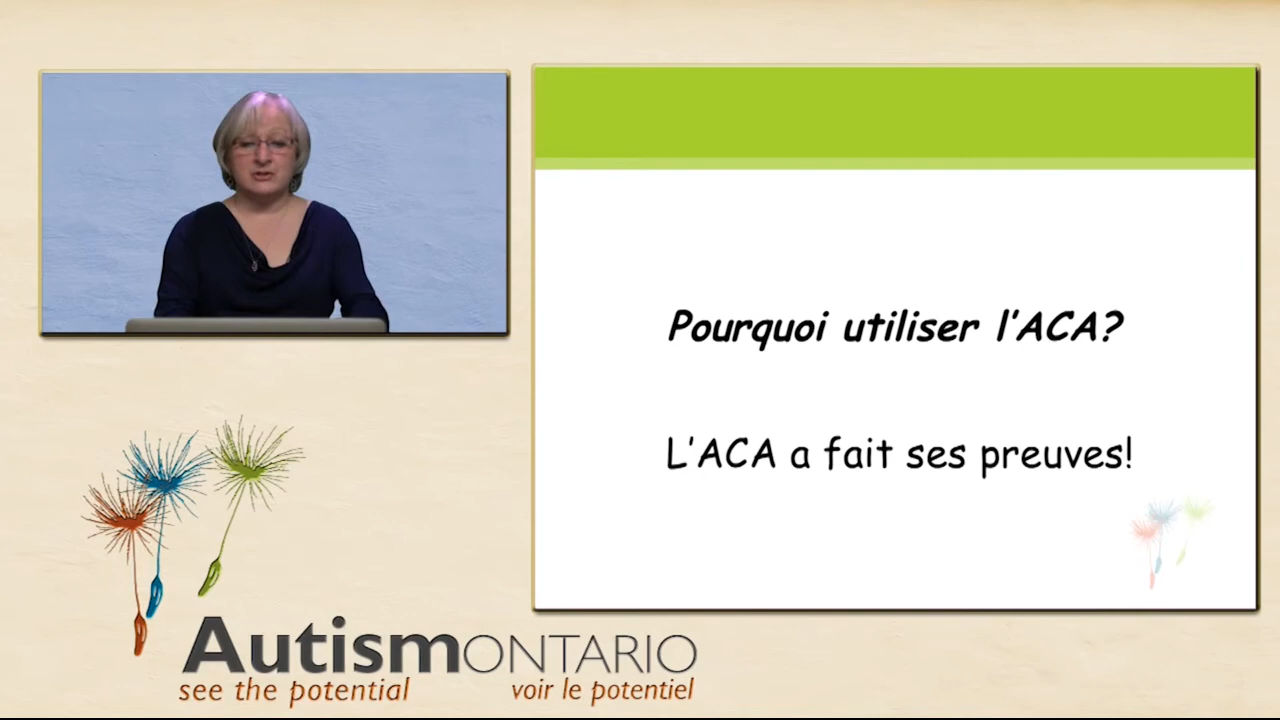 Pourquoi utiliser l'ACA?
L'ACA a fait ses preuves!
AutismONTARIO
see the potential voir le potentiel